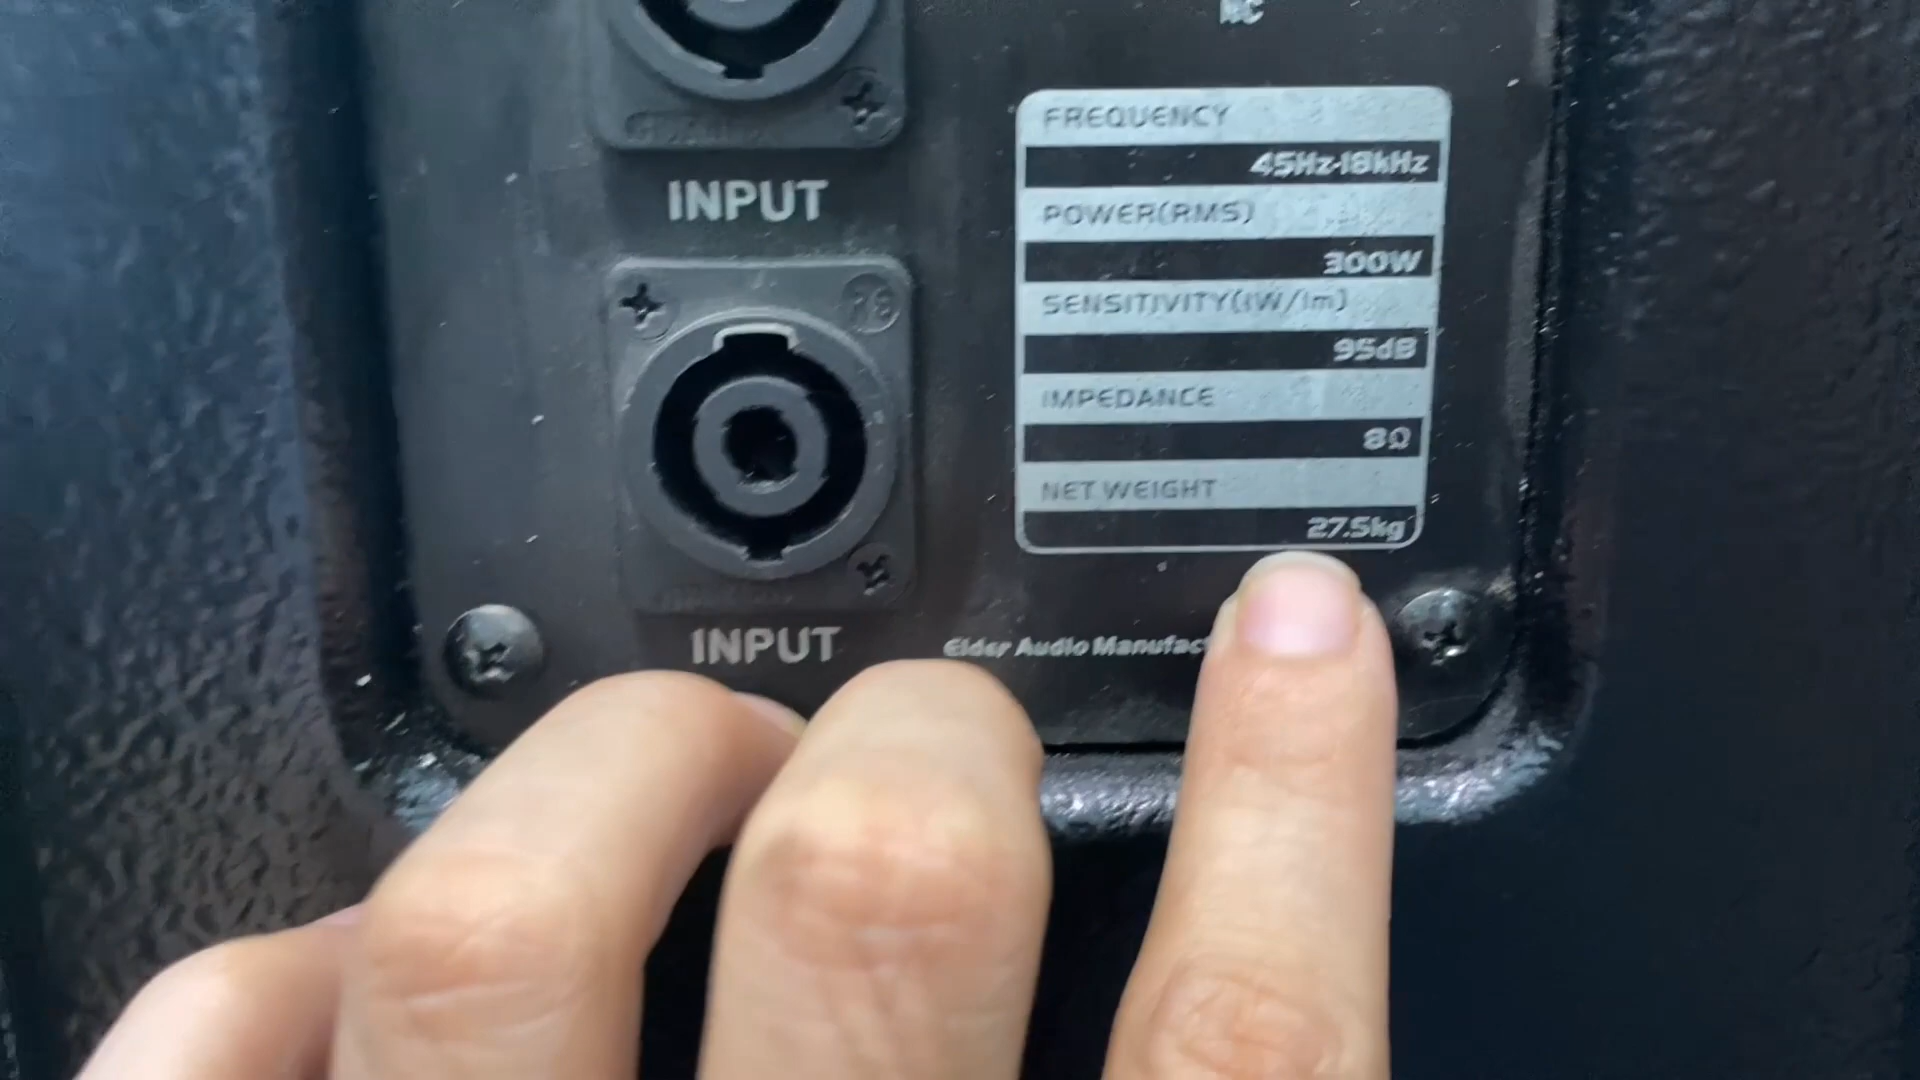 NC
FREQUENCY
45Hz-18kHz
INPUT
POWER(RMS)
300W
SENSITIVITY(1W/1m)
95dB
IMPEDANCE
8Ω
NET WEIGHT
27.5kg
INPUT
Elder Audio Manufact